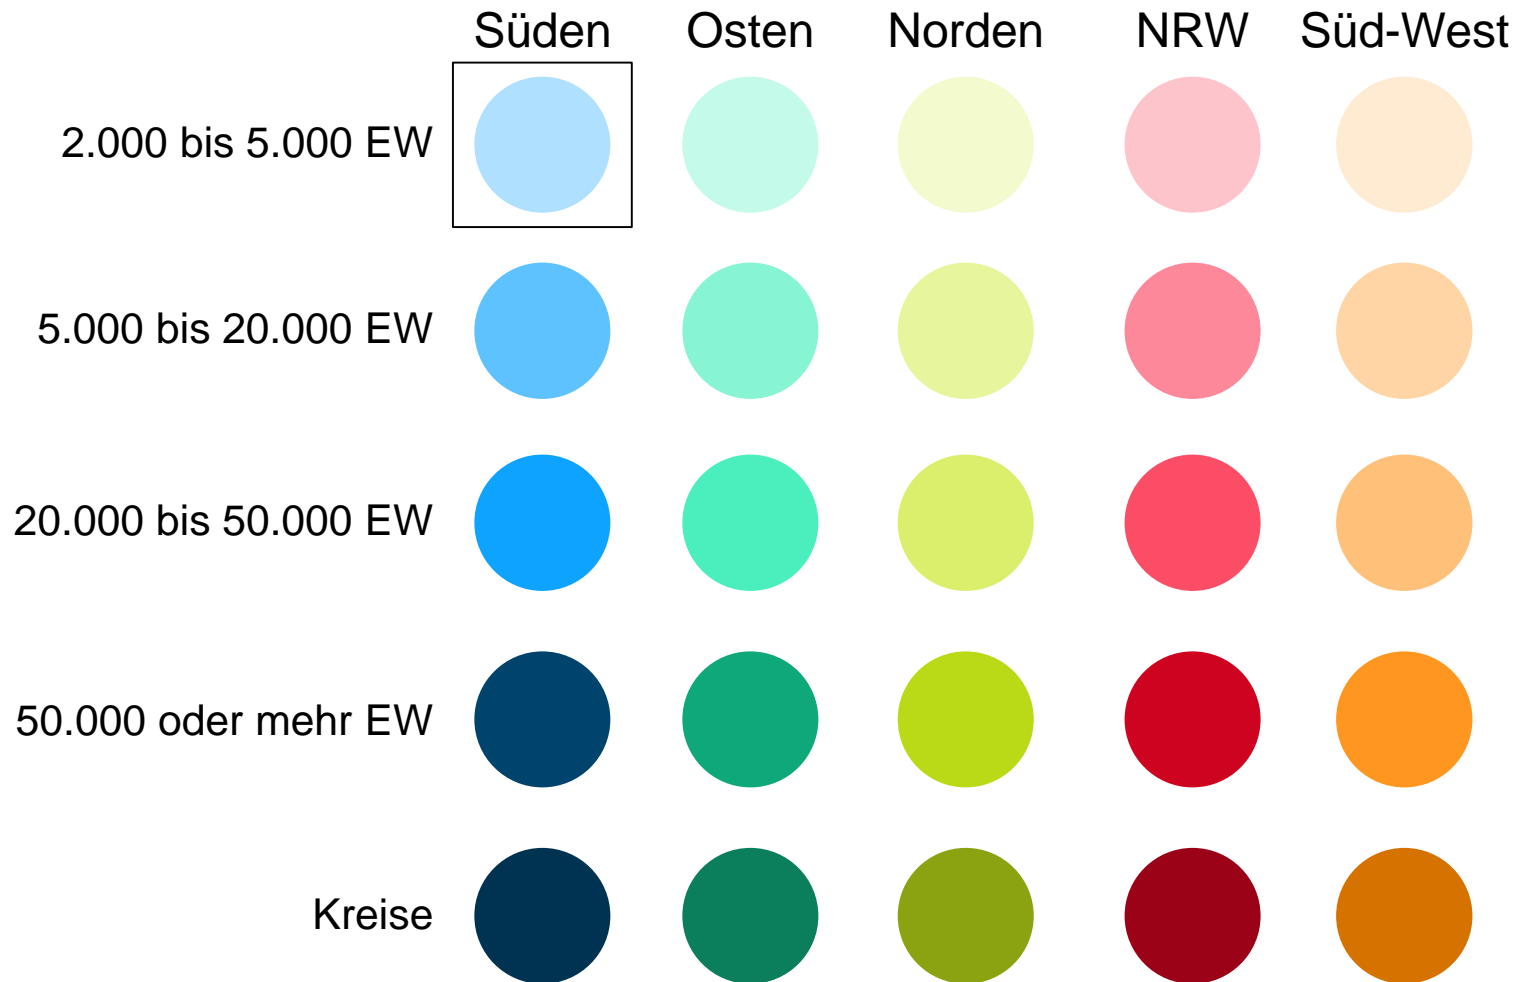 Süden Osten Norden NRW Süd-West
2.000 bis 5.000 EW
5.000 bis 20.000 EW
20.000 bis 50.000 EW
50.000 oder mehr EW
Kreise